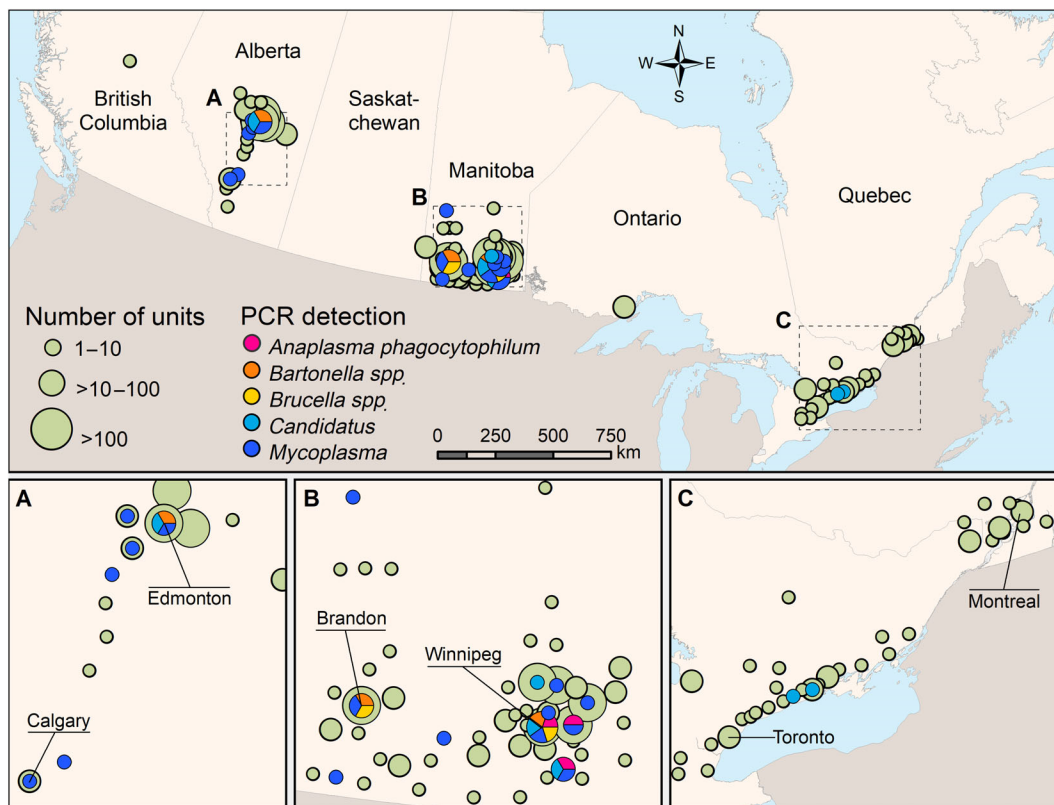 Alberta
N
W E
S
A
British
Columbia
Saskat-
chewan
Manitoba
B
Ontario
Quebec
C
Number of units
1–10
>10–100
>100
PCR detection
Anaplasma phagocytophilum
Bartonella spp.
Brucella spp.
Candidatus
Mycoplasma
0 250 500 750
km
A
Edmonton
Calgary
B
Brandon
Winnipeg
C
Montreal
Toronto